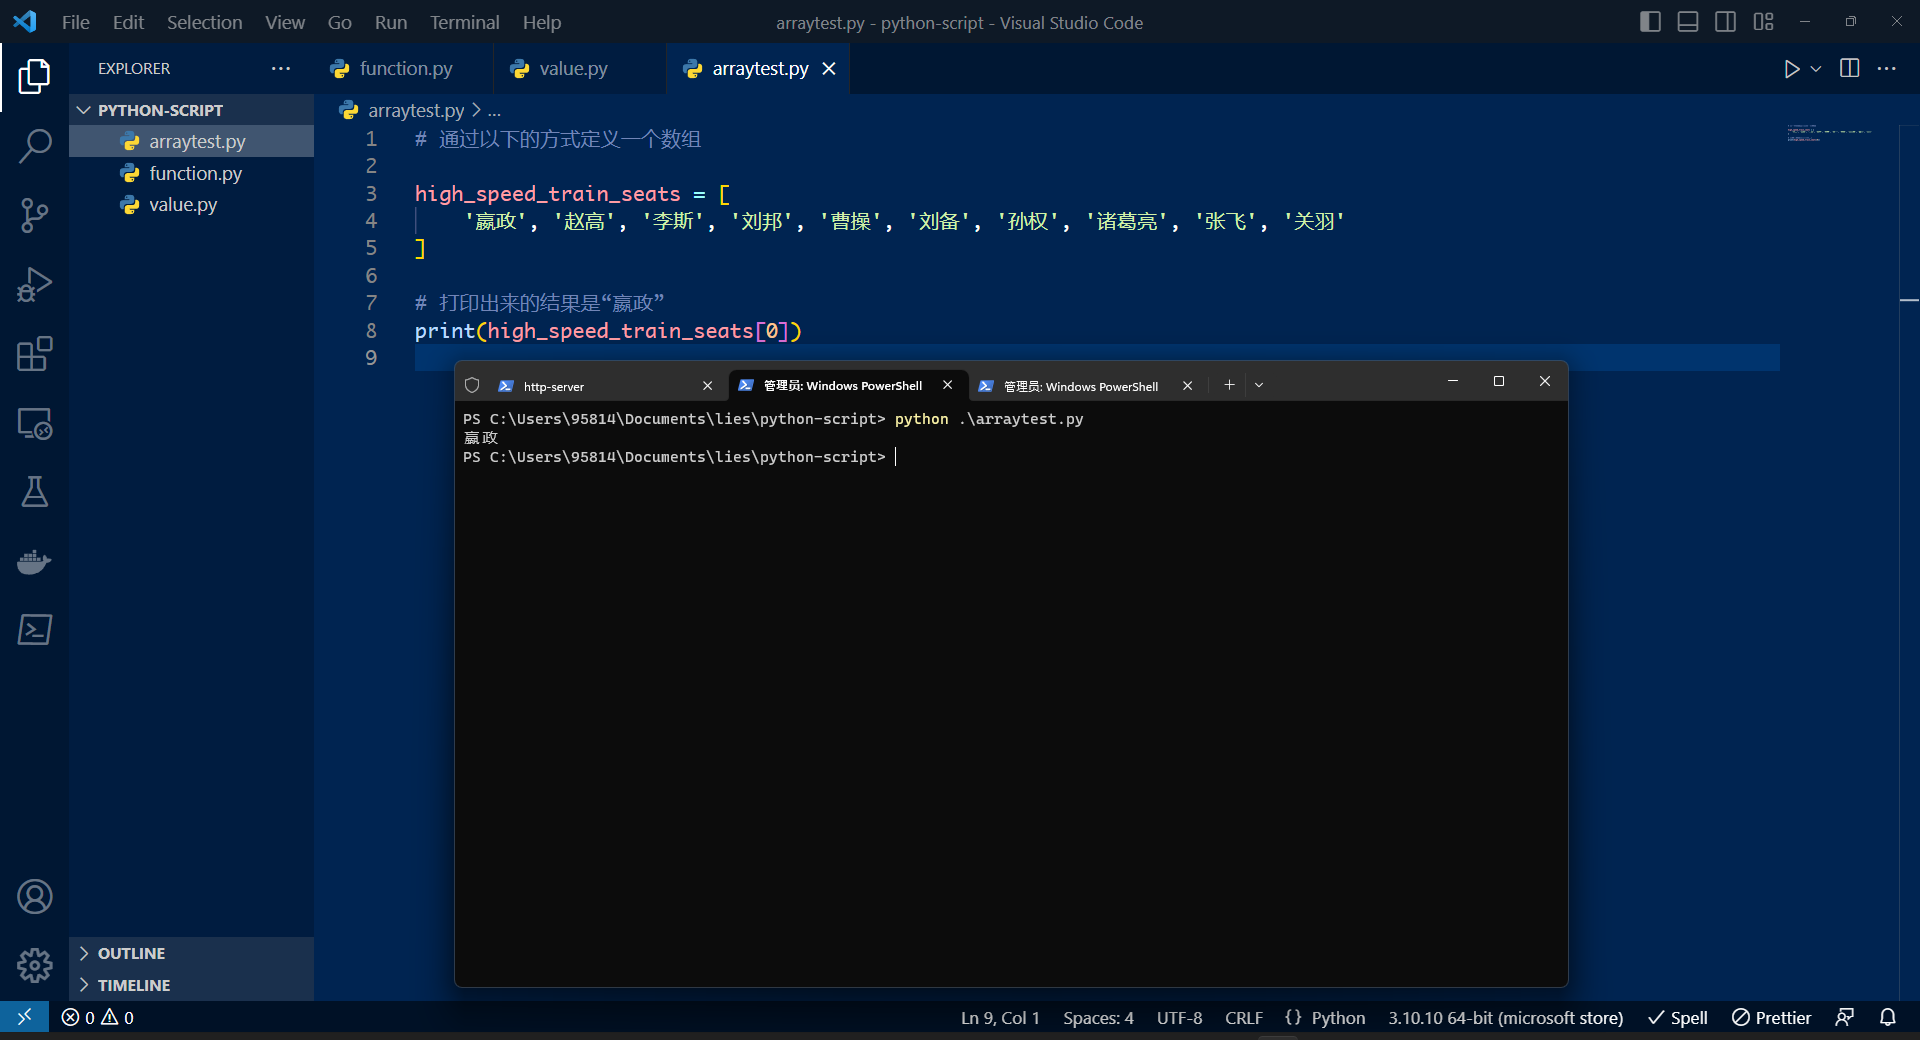 File Edit Selection View Go Run Terminal Help
arraytest.py - python-script - Visual Studio Code
EXPLORER
function.py
value.py
arraytest.py
PYTHON-SCRIPT
arraytest.py
function.py
value.py
OUTLINE
TIMELINE
arraytest.py > ...
1 # 通过以下的方式定义一个数组
2
3 high_speed_train_seats = [
4 '嬴政', '赵高', '李斯', '刘邦', '曹操', '刘备', '孙权', '诸葛亮', '张飞', '关羽'
5 ]
6
7 # 打印出来的结果是“嬴政”
8 print(high_speed_train_seats[0])
9
http-server
管理员: Windows PowerShell
管理员: Windows PowerShell
PS C:\Users\95814\Documents\lies\python-script> python .\arraytest.py
嬴政
PS C:\Users\95814\Documents\lies\python-script>
0 0
Ln 9, Col 1 Spaces: 4 UTF-8 CRLF {} Python 3.10.10 64-bit (microsoft store) Spell Prettier